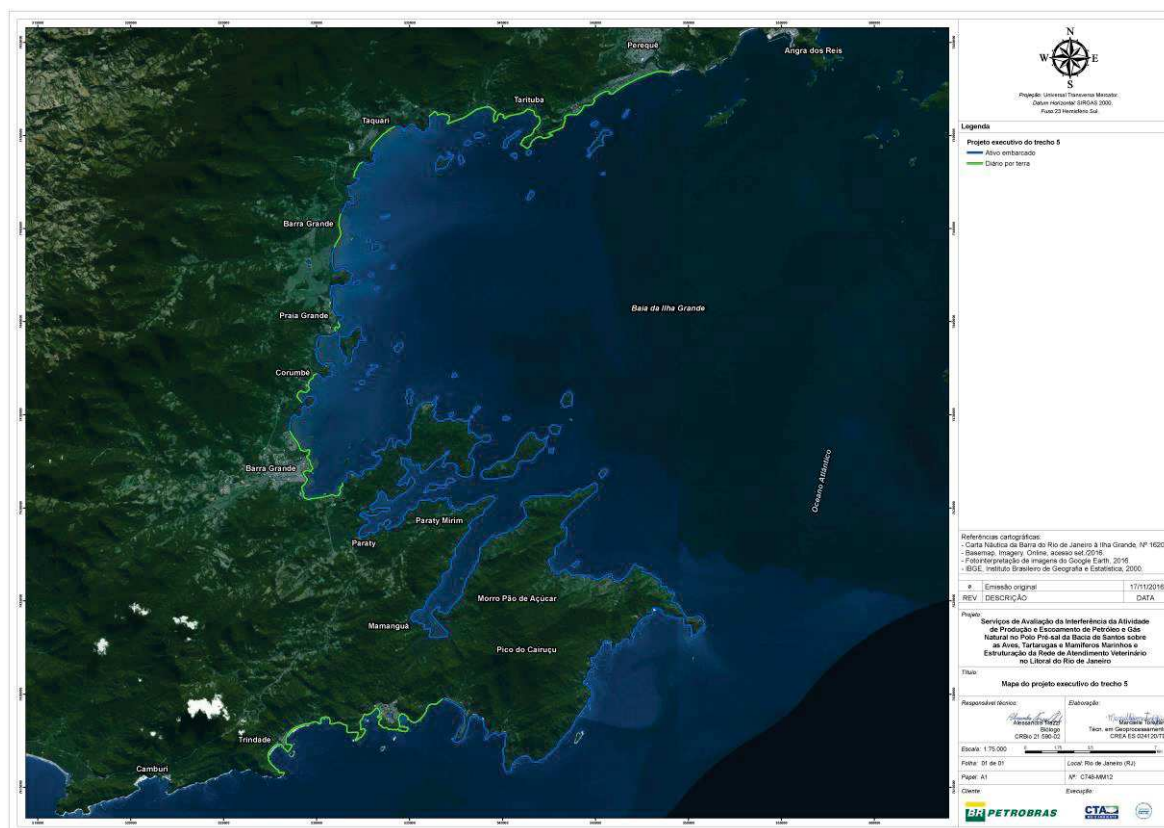 Perequê
Angra dos Reis
Tarituba
Taquari
Barra Grande
Baia da Ilha Grande
Praia Grande
Corumbê
Oceano Atlântico
Barra Grande
Paraty Mirim
Paraty
Morro Pão de Açúcar
Mamanguá
Pico do Cairuçu
Trindade
Camburi
N
W
E
S
Projeção: Universal Transversa Mercator.
Datum Horizontal SIRGAS 2000.
Fuso 23 Hemisfério Sul.
Legenda
Projeto executivo do trecho 5
Ativo embarcado
Diário por terra
Referências cartográficas:
- Carta Náutica da Barra do Rio de Janeiro à Ilha Grande, Nº 1620
- Basemap, Imagery, Online, acesso set./2016.
- Fotointerpretação de imagens do Google Earth, 2016.
- IBGE, Instituto Brasileiro de Geografia e Estatística, 2000.
Emissão original 17/11/2016
REV DESCRIÇÃO DATA
Projeto:
Serviços de Avaliação da Interferência da Atividade
de Produção e Escoamento de Petróleo e Gás
Natural no Polo Pré-sal da Bacia de Santos sobre
as Aves, Tartarugas e Mamíferos Marinhos e
Estruturação da Rede de Atendimento Veterinário
no Litoral do Rio de Janeiro
Título:
Mapa do projeto executivo do trecho 5
Responsável técnico: Elaboração:
Biólogo Técn. em Geoprocessamento
CRBio 21.590-02
Escala: 1:75.000
Folha: 01 de 01 Local: Rio de Janeiro (RJ)
Papel: A1 Nº: C748-MM12
Cliente: Execução:
BR PETROBRAS CTA